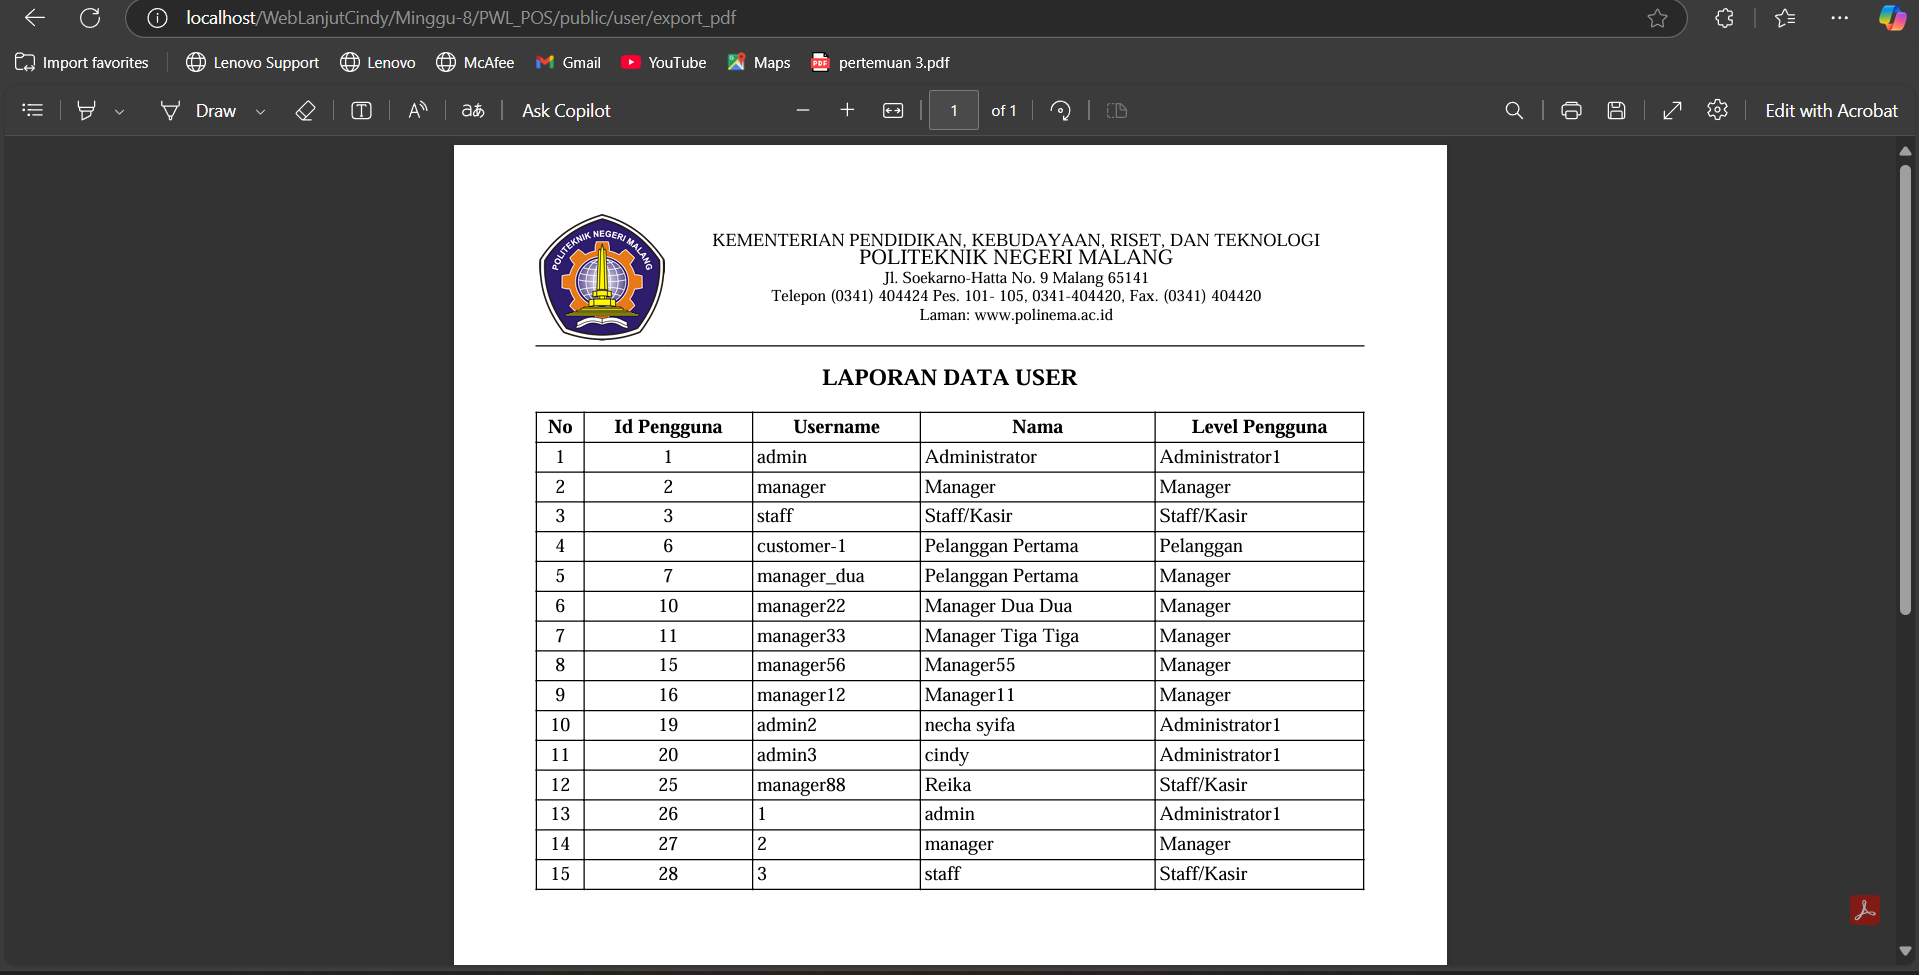 localhost/WebLanjutCindy/Minggu-8/PWL_POS/public/user/export_pdf
Import favorites Lenovo Support Lenovo McAfee Gmail YouTube Maps PDF pertemuan 3.pdf
Draw T A aあ Ask Copilot 1 of 1 Edit with Acrobat
POLITEKNIK NEGERI MALANG
KEMENTERIAN PENDIDIKAN, KEBUDAYAAN, RISET, DAN TEKNOLOGI
POLITEKNIK NEGERI MALANG
Jl. Soekarno-Hatta No. 9 Malang 65141
Telepon (0341) 404424 Pes. 101- 105, 0341-404420, Fax. (0341) 404420
Laman: www.polinema.ac.id
LAPORAN DATA USER
No Id Pengguna Username Nama Level Pengguna
1 1 admin Administrator Administrator1
2 2 manager Manager Manager
3 3 staff Staff/Kasir Staff/Kasir
4 6 customer-1 Pelanggan Pertama Pelanggan
5 7 manager_dua Pelanggan Pertama Manager
6 10 manager22 Manager Dua Dua Manager
7 11 manager33 Manager Tiga Tiga Manager
8 15 manager56 Manager55 Manager
9 16 manager12 Manager11 Manager
10 19 admin2 necha syifa Administrator1
11 20 admin3 cindy Administrator1
12 25 manager88 Reika Staff/Kasir
13 26 1 admin Administrator1
14 27 2 manager Manager
15 28 3 staff Staff/Kasir